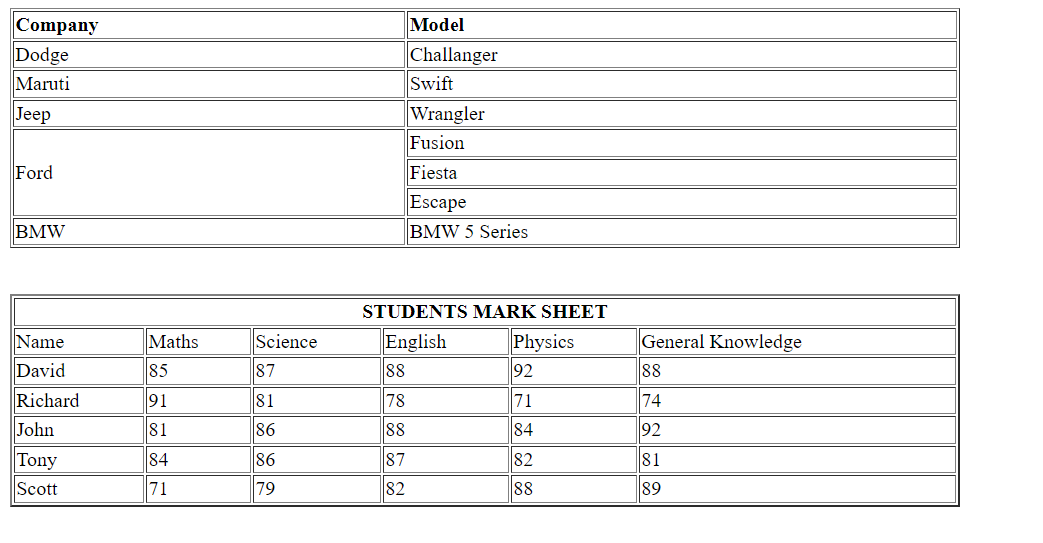 Company Model
Dodge Challanger
Maruti Swift
Jeep Wrangler
Fusion
Ford Fiesta
Escape
BMW BMW 5 Series
STUDENTS MARK SHEET
Name Maths Science English Physics General Knowledge
David 85 87 88 92 88
Richard 91 81 78 71 74
John 81 86 88 84 92
Tony 84 86 87 82 81
Scott 71 79 82 88 89